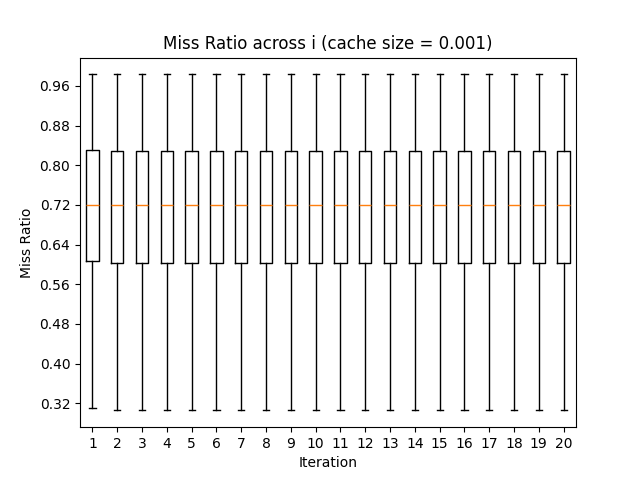 Miss Ratio across i (cache size = 0.001)
Miss Ratio
0.96
0.88
0.80
0.72
0.64
0.56
0.48
0.40
0.32
1 2 3 4 5 6 7 8 9 10 11 12 13 14 15 16 17 18 19 20
Iteration